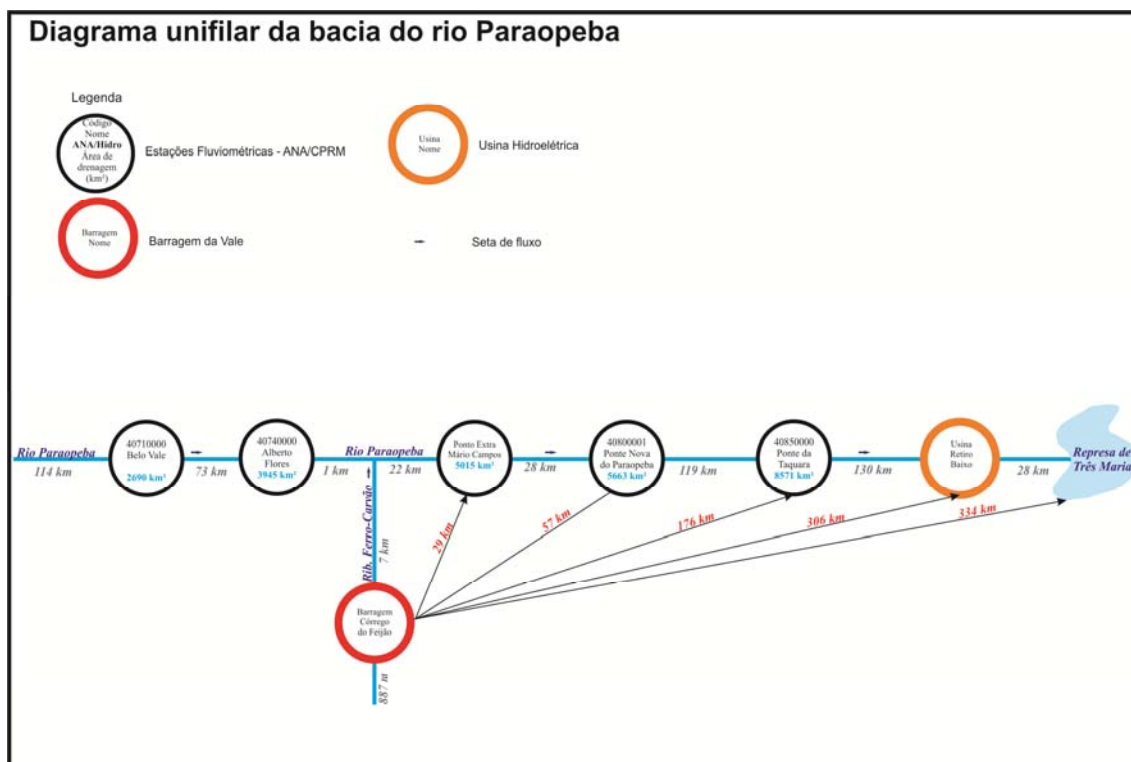 Diagrama unifilar da bacia do rio Paraopeba
Legenda
Código
Nome
ANA/Hidro
Área de
drenagem
(km²)
Estações Fluviométricas - ANA/CPRM
Usina
Nome
Usina Hidroelétrica
Barragem
Nome
Barragem da Vale
Seta de fluxo
Rio Paraopeba
114 km
40710000
Belo Vale
2690 km²
73 km
40740000
Alberto
Flores
3945 km²
1 km
Rio Paraopeba
22 km
Ponto Extra
Mário Campos
5015 km²
28 km
40800001
Ponte Nova
do Paraopeba
5663 km²
119 km
40850000
Ponte da
Taquara
8571 km²
130 km
Usina
Retiro
Baixo
28 km
Represa de
Três Maria
Rib, Ferro-Carvão
7 km
29 km
57 km
176 km
306 km
334 km
Barragem
Córrego
do Feijão
887 m